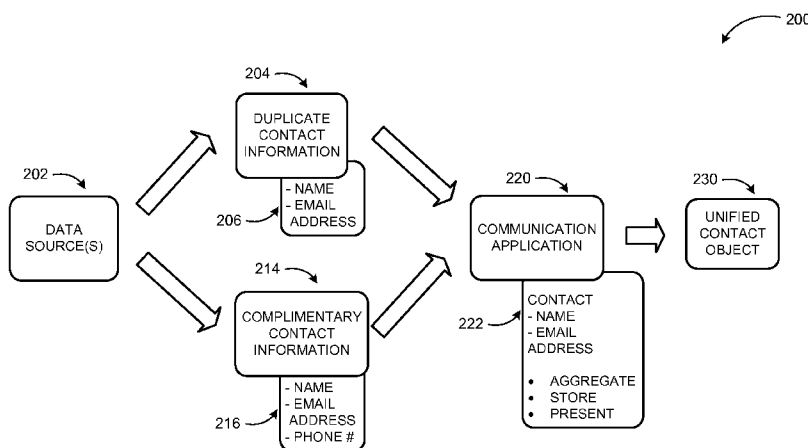 200
204
DUPLICATE
CONTACT
INFORMATION
202
DATA
SOURCE(S)
206
- NAME
- EMAIL
ADDRESS
220
COMMUNICATION
APPLICATION
230
UNIFIED
CONTACT
OBJECT
214
COMPLIMENTARY
CONTACT
INFORMATION
216
- NAME
- EMAIL
ADDRESS
- PHONE #
222
CONTACT
- NAME
- EMAIL
ADDRESS
• AGGREGATE
• STORE
• PRESENT